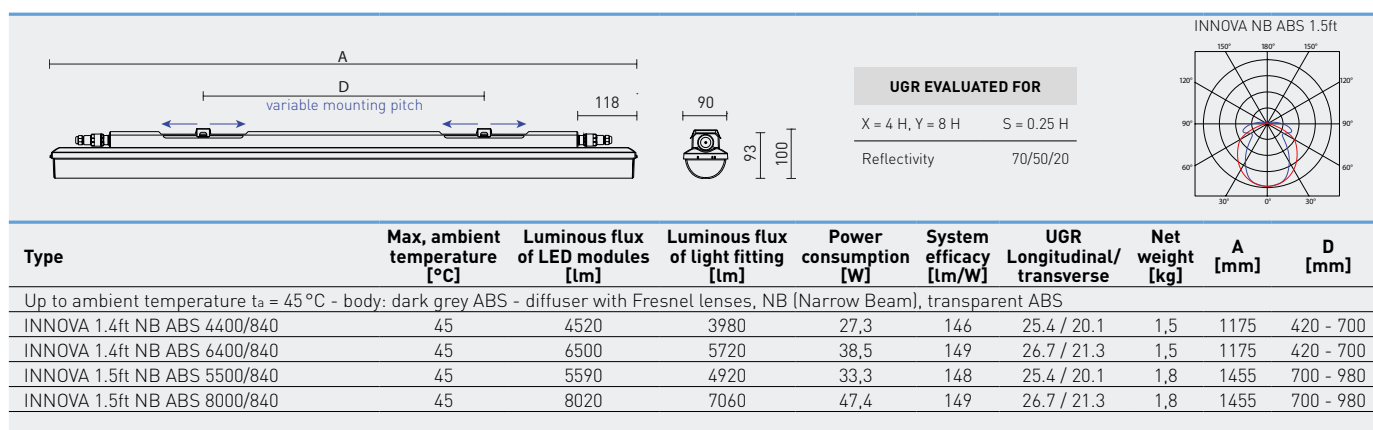 INNOVA NB ABS 1.5ft
A
D
variable mounting pitch
118
90
93
100
UGR EVALUATED FOR
X = 4 H, Y = 8 H S = 0.25 H
Reflectivity 70/50/20
150° 180° 150°
120° 120°
90° 90°
60° 60°
30° 0° 30°
Type Max, ambient temperature [°C] Luminous flux of LED modules [lm] Luminous flux of light fitting [lm] Power consumption [W] System efficacy [lm/W] UGR Longitudinal/ transverse Net weight [kg] A [mm] D [mm]
Up to ambient temperature ta = 45°C - body: dark grey ABS - diffuser with Fresnel lenses, NB (Narrow Beam), transparent ABS
INNOVA 1.4ft NB ABS 4400/840 45 4520 3980 27,3 146 25.4 / 20.1 1,5 1175 420 - 700
INNOVA 1.4ft NB ABS 6400/840 45 6500 5720 38,5 149 26.7 / 21.3 1,5 1175 420 - 700
INNOVA 1.5ft NB ABS 5500/840 45 5590 4920 33,3 148 25.4 / 20.1 1,8 1455 700 - 980
INNOVA 1.5ft NB ABS 8000/840 45 8020 7060 47,4 149 26.7 / 21.3 1,8 1455 700 - 980